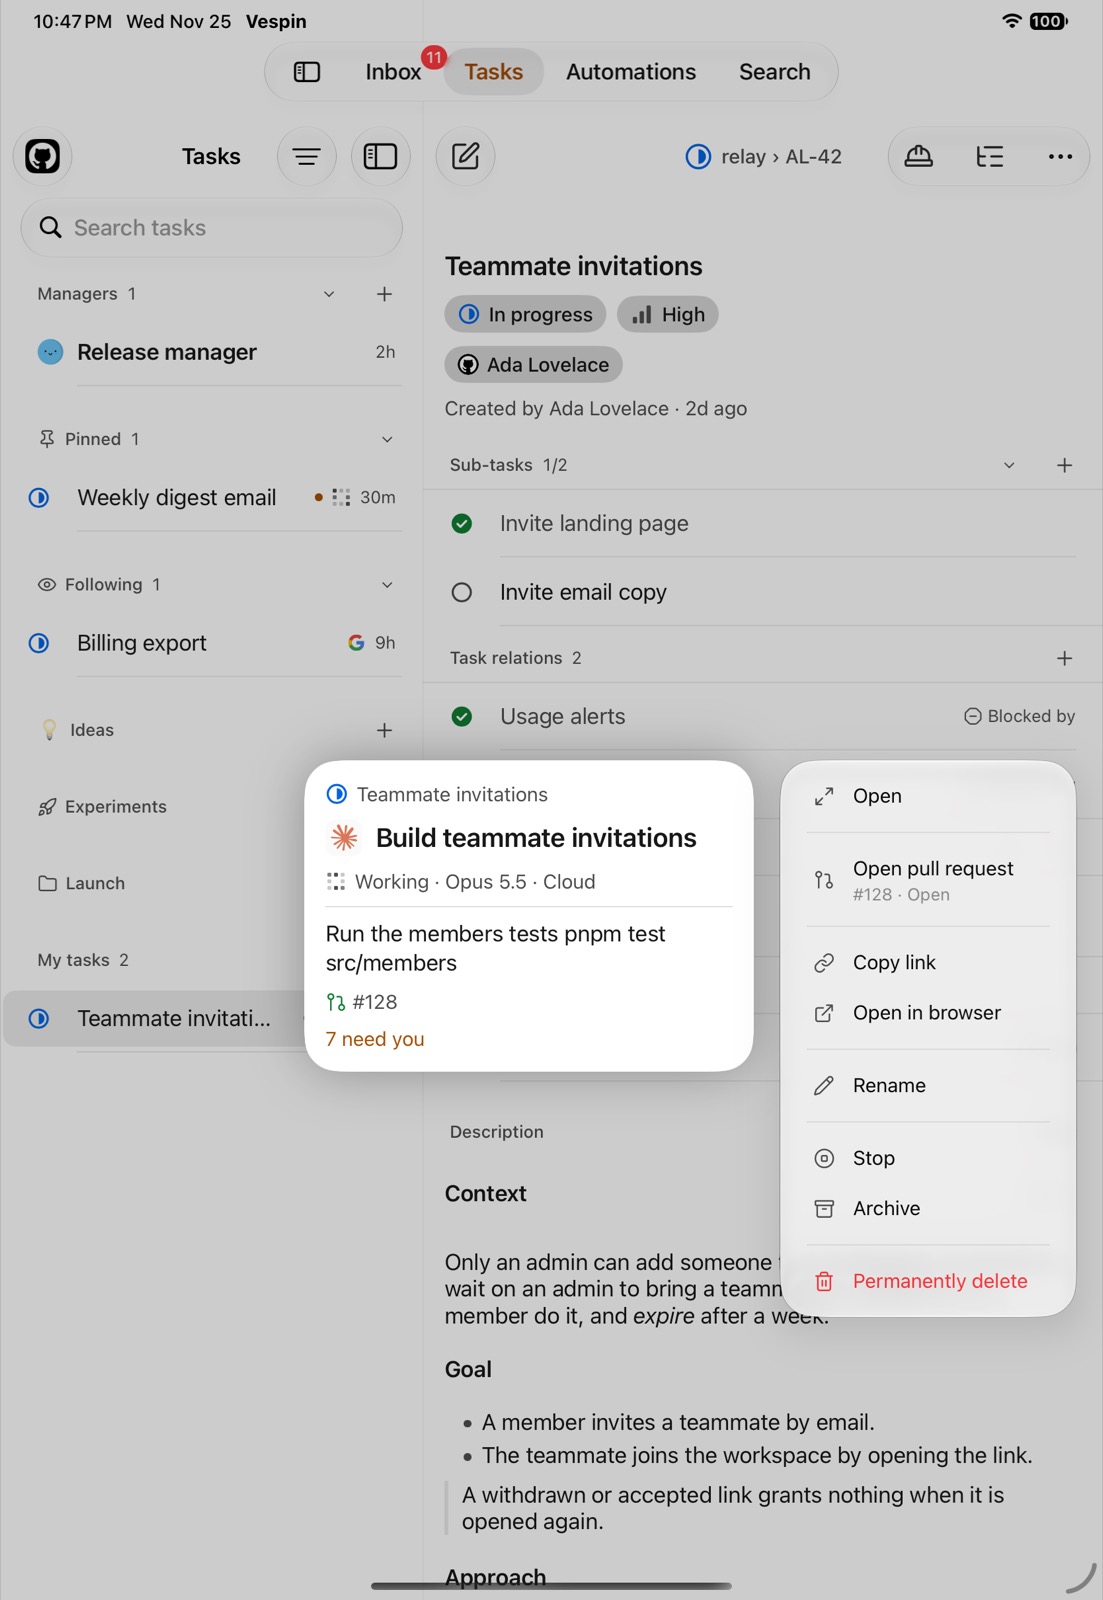 10:47 PM Wed Nov 25 Vespin
100
Inbox
11
Tasks
Automations
Search
Tasks
relay › AL-42
Search tasks
Managers 1
Release manager
2h
Pinned 1
Weekly digest email
30m
Following 1
Billing export
9h
Ideas
Experiments
Launch
My tasks 2
Teammate invitati...
Teammate invitations
In progress
High
Ada Lovelace
Created by Ada Lovelace · 2d ago
Sub-tasks 1/2
Invite landing page
Invite email copy
Task relations 2
Usage alerts
Blocked by
Teammate invitations
Build teammate invitations
Working · Opus 5.5 · Cloud
Run the members tests pnpm test
src/members
#128
7 need you
Open
Open pull request
#128 · Open
Copy link
Open in browser
Rename
Stop
Archive
Permanently delete
Description
Context
Only an admin can add someone
wait on an admin to bring a
member do it, and expire after a week.
Goal
• A member invites a teammate by email.
• The teammate joins the workspace by opening the link.
A withdrawn or accepted link grants nothing when it is
opened again.
Approach